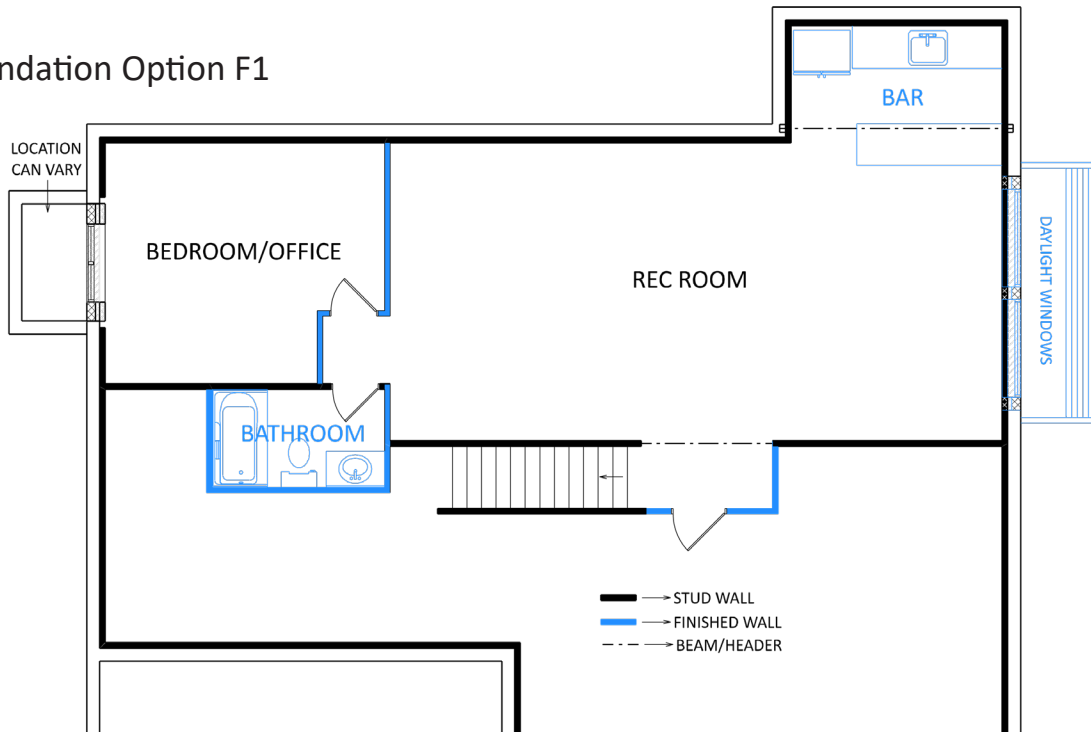 ndation Option F1
BAR
LOCATION
CAN VARY
BEDROOM/OFFICE
REC ROOM
DAYLIGHT WINDOWS
BATHROOM
STUD WALL
FINISHED WALL
BEAM/HEADER